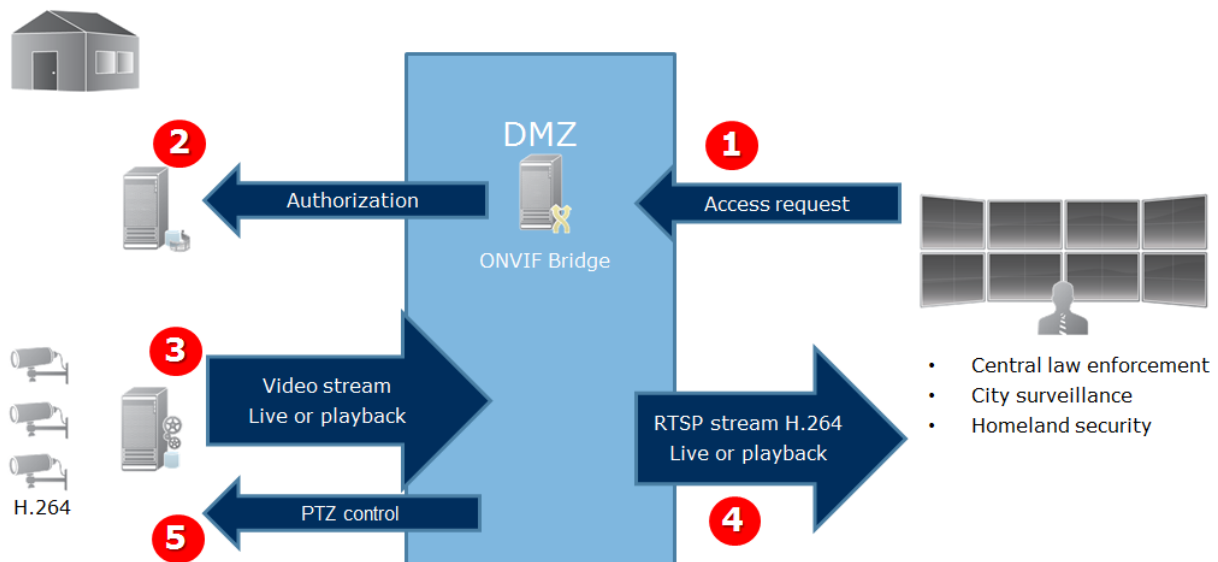 DMZ
ONVIF Bridge
1
Access request
2
Authorization
3
Video stream
Live or playback
RTSP stream H.264
Live or playback
4
5
PTZ control
H.264
• Central law enforcement
• City surveillance
• Homeland security